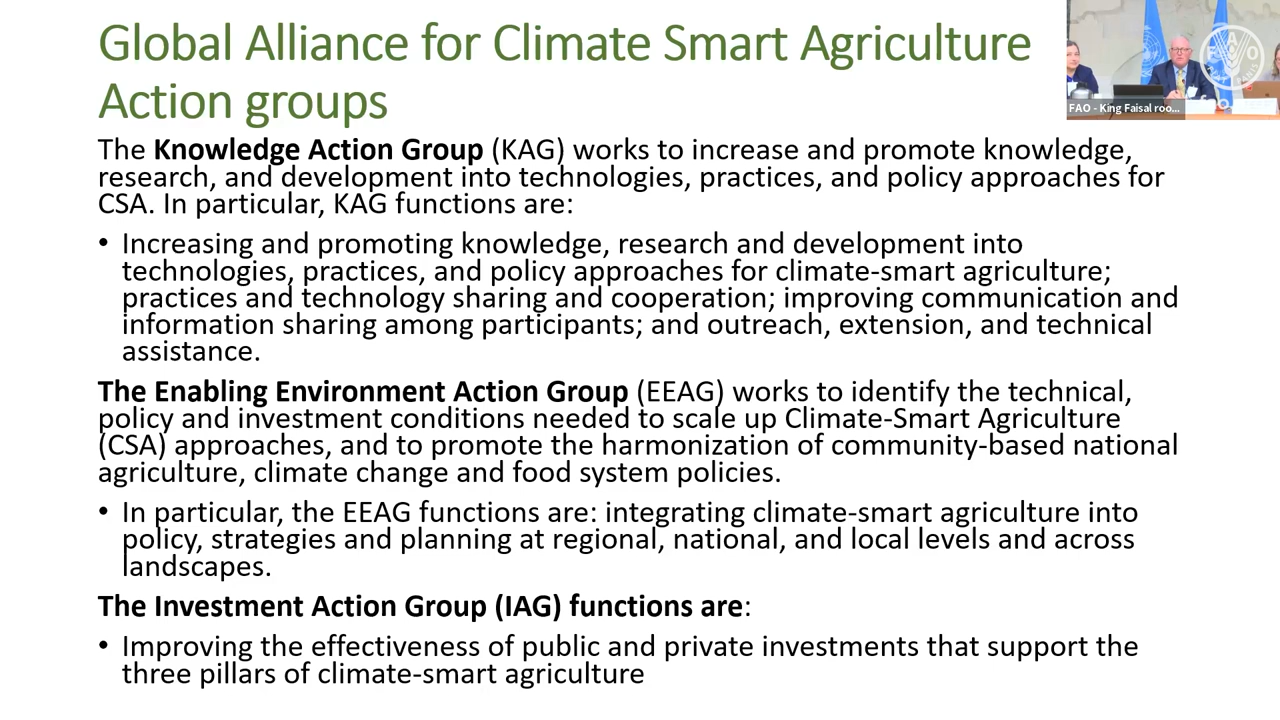 Global Alliance for Climate Smart Agriculture
Action groups
FAO - King Faisal roo...
The Knowledge Action Group (KAG) works to increase and promote knowledge,
research, and development into technologies, practices, and policy approaches for
CSA. In particular, KAG functions are:
• Increasing and promoting knowledge, research and development into
technologies, practices, and policy approaches for climate-smart agriculture;
practices and technology sharing and cooperation; improving communication and
information sharing among participants; and outreach, extension, and technical
assistance.
The Enabling Environment Action Group (EEAG) works to identify the technical,
policy and investment conditions needed to scale up Climate-Smart Agriculture
(CSA) approaches, and to promote the harmonization of community-based national
agriculture, climate change and food system policies.
• In particular, the EEAG functions are: integrating climate-smart agriculture into
policy, strategies and planning at regional, national, and local levels and across
landscapes.
The Investment Action Group (IAG) functions are:
• Improving the effectiveness of public and private investments that support the
three pillars of climate-smart agriculture